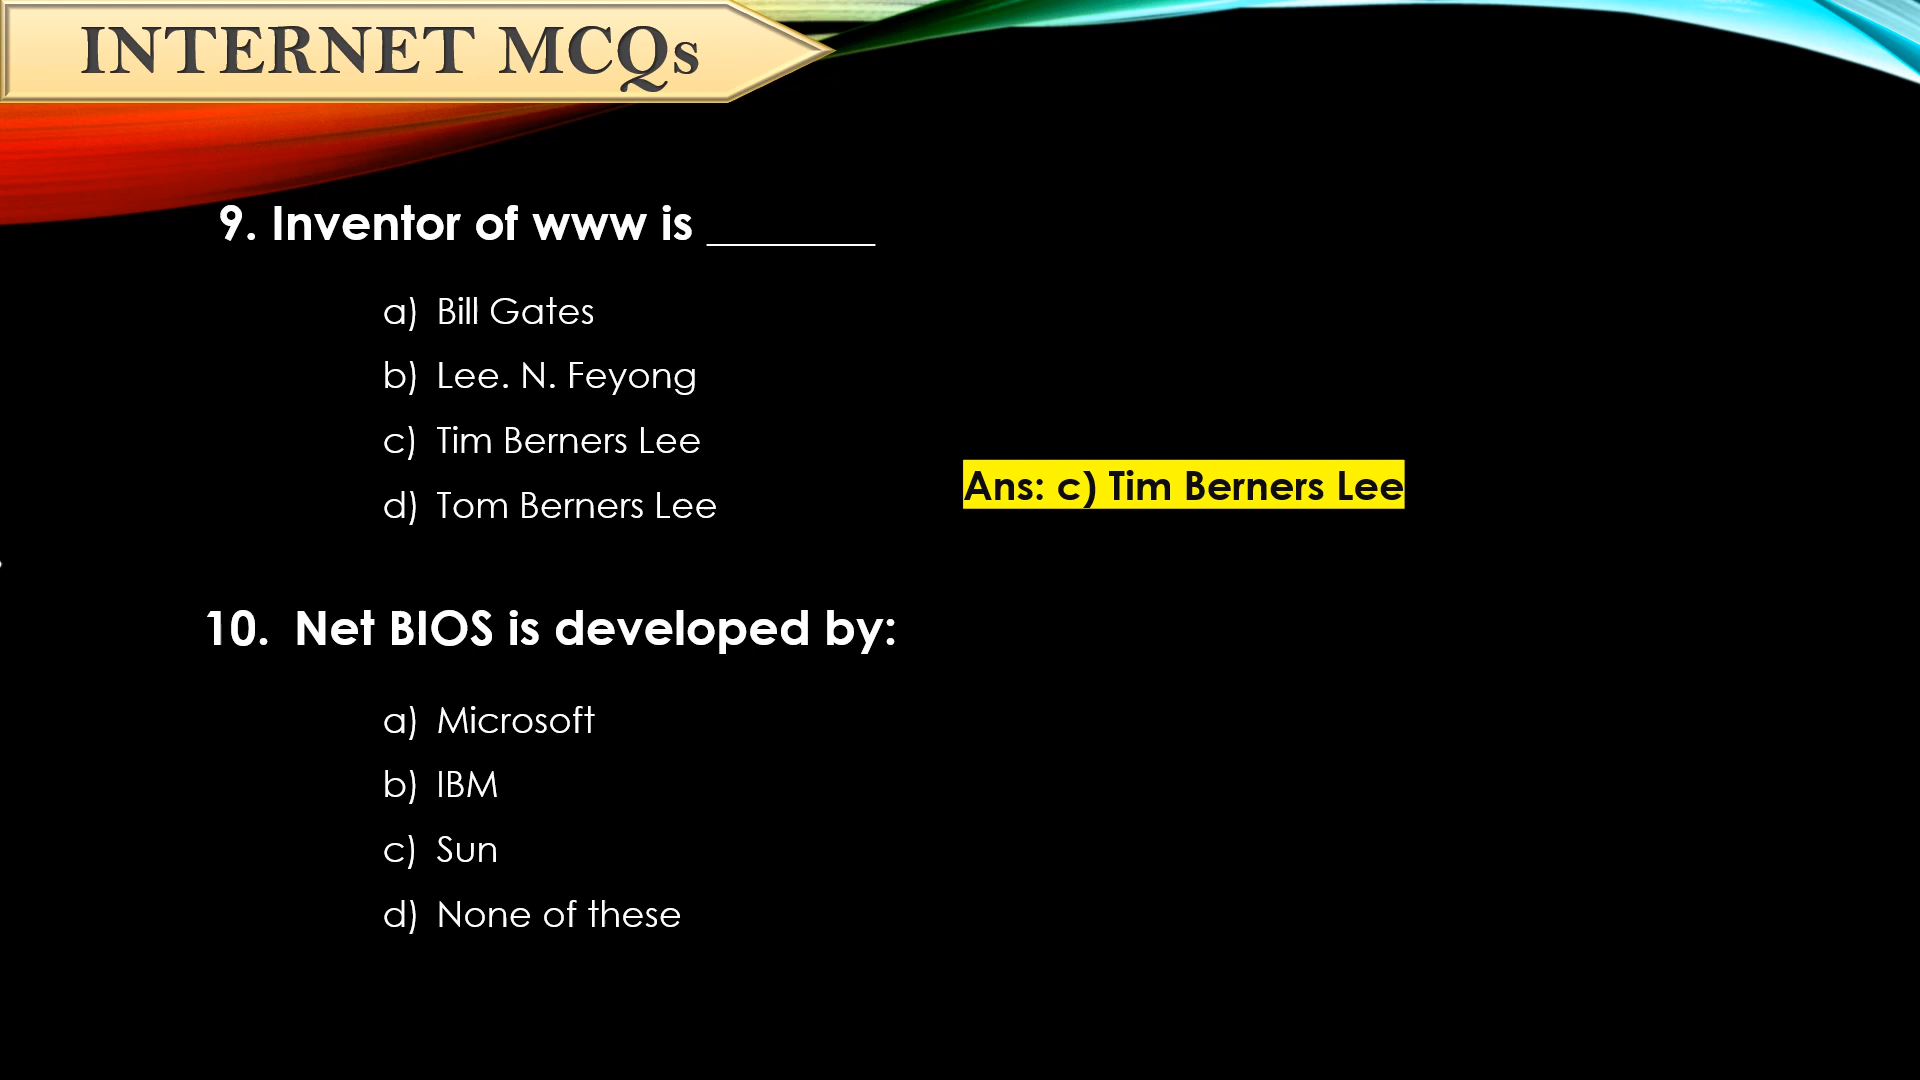 INTERNET MCQs
9. Inventor of www is _______
a) Bill Gates
b) Lee. N. Feyong
c) Tim Berners Lee
d) Tom Berners Lee
Ans: c) Tim Berners Lee
10. Net BIOS is developed by:
a) Microsoft
b) IBM
c) Sun
d) None of these